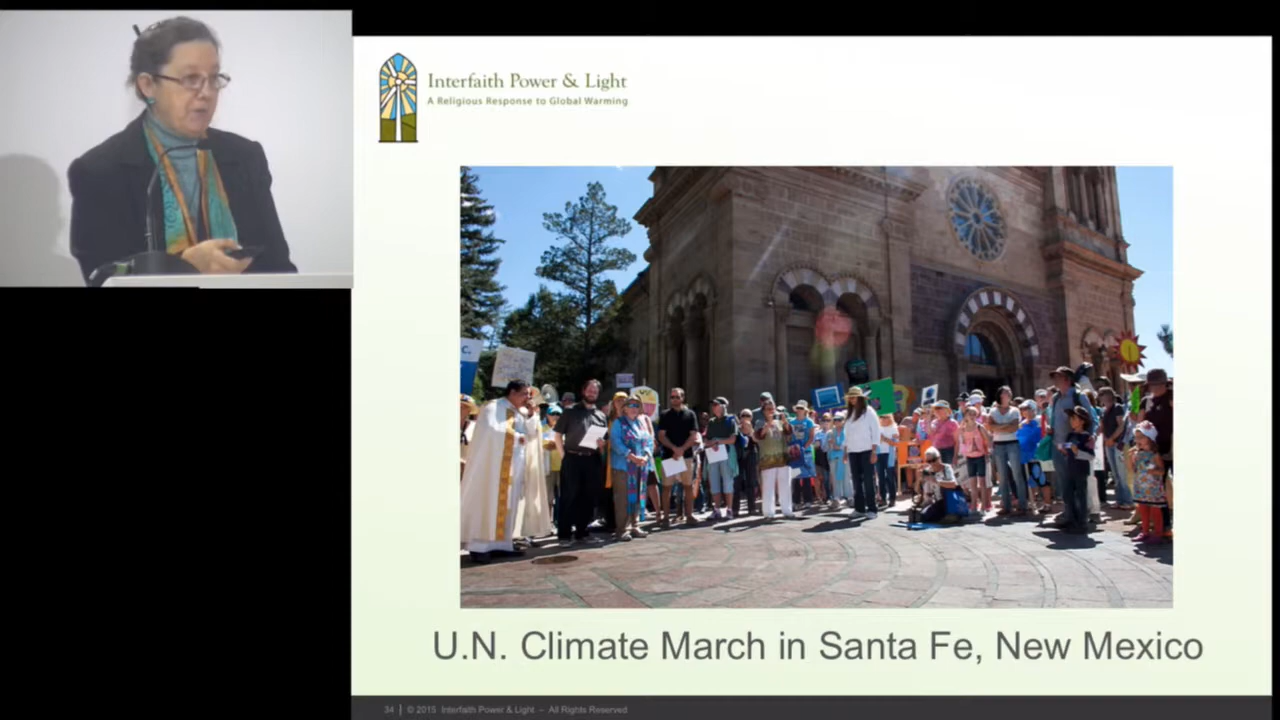 Interfaith Power & Light
A Religious Response to Global Warming
C.
U.N. Climate March in Santa Fe, New Mexico
34 | © 2015 Interfaith Power & Light – All Rights Reserved